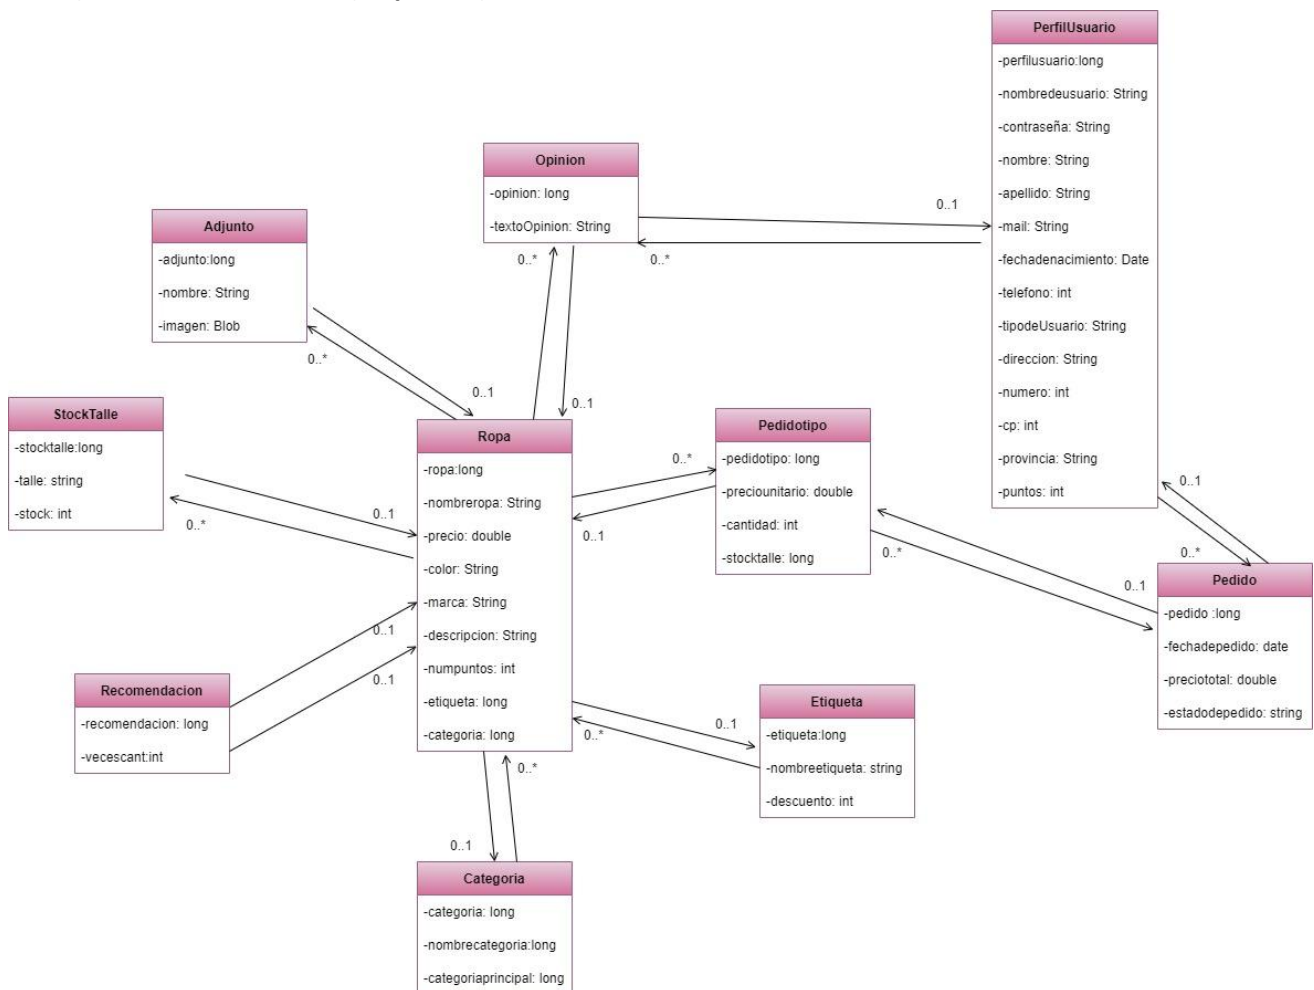 PerfilUsuario
-perfilusuario:long
-nombredeusuario: String
-contraseña: String
-nombre: String
-apellido: String
-mail: String
-fechadenacimiento: Date
-telefono: int
-tipodeUsuario: String
-direccion: String
-numero: int
-cp: int
-provincia: String
-puntos: int
Opinion
-opinion: long
-textoOpinion: String
0..1
0..*
0..*
0..1
Adjunto
-adjunto:long
-nombre: String
-imagen: Blob
0..*
0..1
StockTalle
-stocktalle:long
-talle: string
-stock: int
0..1
0..*
Ropa
-ropa:long
-nombreropa: String
-precio: double
-color: String
-marca: String
-descripcion: String
-numpuntos: int
-etiqueta: long
-categoria: long
Pedidotipo
-pedidotipo: long
-preciounitario: double
-cantidad: int
-stocktalle: long
0..*
0..1
0..1
0..*
0..*
0..1
Pedido
-pedido :long
-fechadepedido: date
-preciototal: double
-estadodepedido: string
Recomendacion
-recomendacion: long
-vecescant:int
0..1
0..1
Etiqueta
-etiqueta:long
-nombreetiqueta: string
-descuento: int
0..1
0..*
0..*
0..1
Categoria
-categoria: long
-nombrecategoria:long
-categoriaprincipal: long